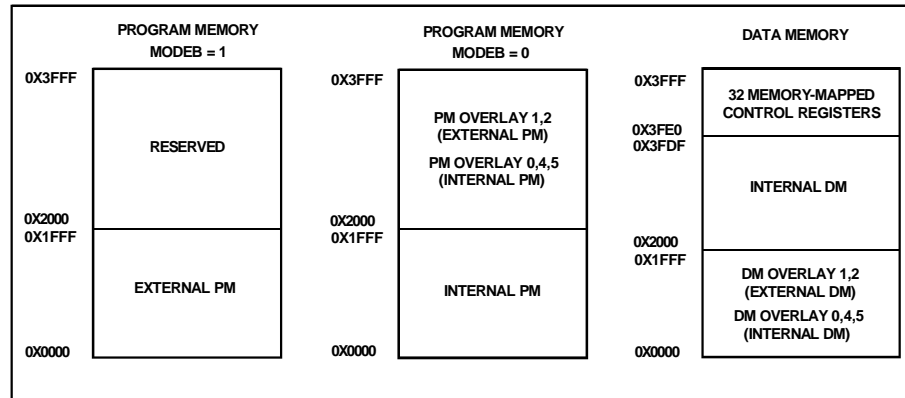 PROGRAM MEMORY
MODEB = 1
0X3FFF
RESERVED
0X2000
0X1FFF
EXTERNAL PM
0X0000
PROGRAM MEMORY
MODEB = 0
0X3FFF
PM OVERLAY 1,2
(EXTERNAL PM)
PM OVERLAY 0,4,5
(INTERNAL PM)
0X2000
0X1FFF
INTERNAL PM
0X0000
DATA MEMORY
0X3FFF
32 MEMORY-MAPPED
CONTROL REGISTERS
0X3FE0
0X3FDF
INTERNAL DM
0X2000
0X1FFF
DM OVERLAY 1,2
(EXTERNAL DM)
DM OVERLAY 0,4,5
(INTERNAL DM)
0X0000